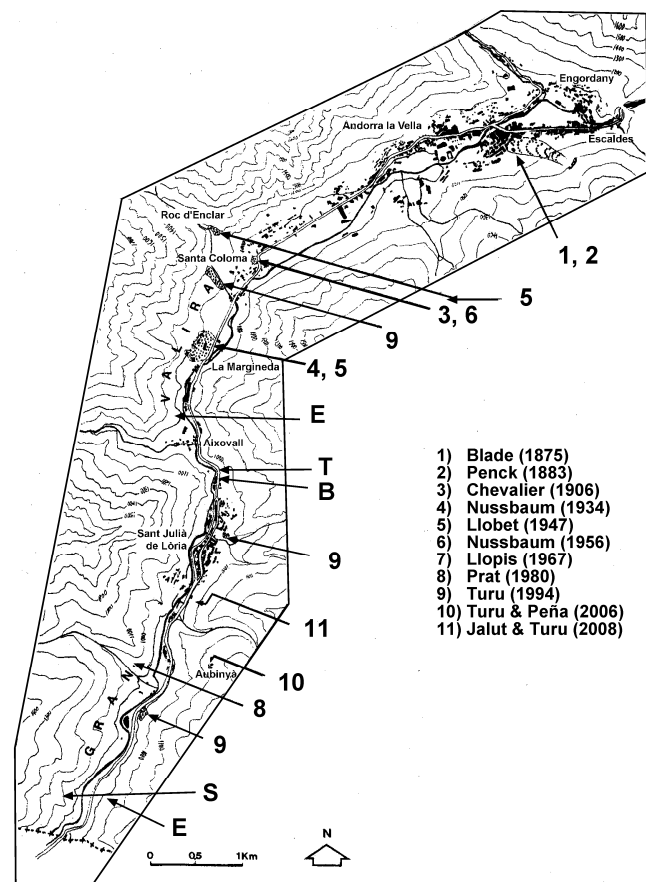 Engordany
Andorra la Vella
Escaldes
1, 2
Roc d'Enclar
Santa Coloma
5
3, 6
9
4, 5
La Margineda
V A L I R A
E
Aixovall
T
B
Sant Julià
de Lòria
9
11
10
Aubinyà
8
9
G R A N
S
E
1) Blade (1875)
2) Penck (1883)
3) Chevalier (1906)
4) Nussbaum (1934)
5) Llobet (1947)
6) Nussbaum (1956)
7) Llopis (1967)
8) Prat (1980)
9) Turu (1994)
10) Turu & Peña (2006)
11) Jalut & Turu (2008)
N
0 0,5 1Km